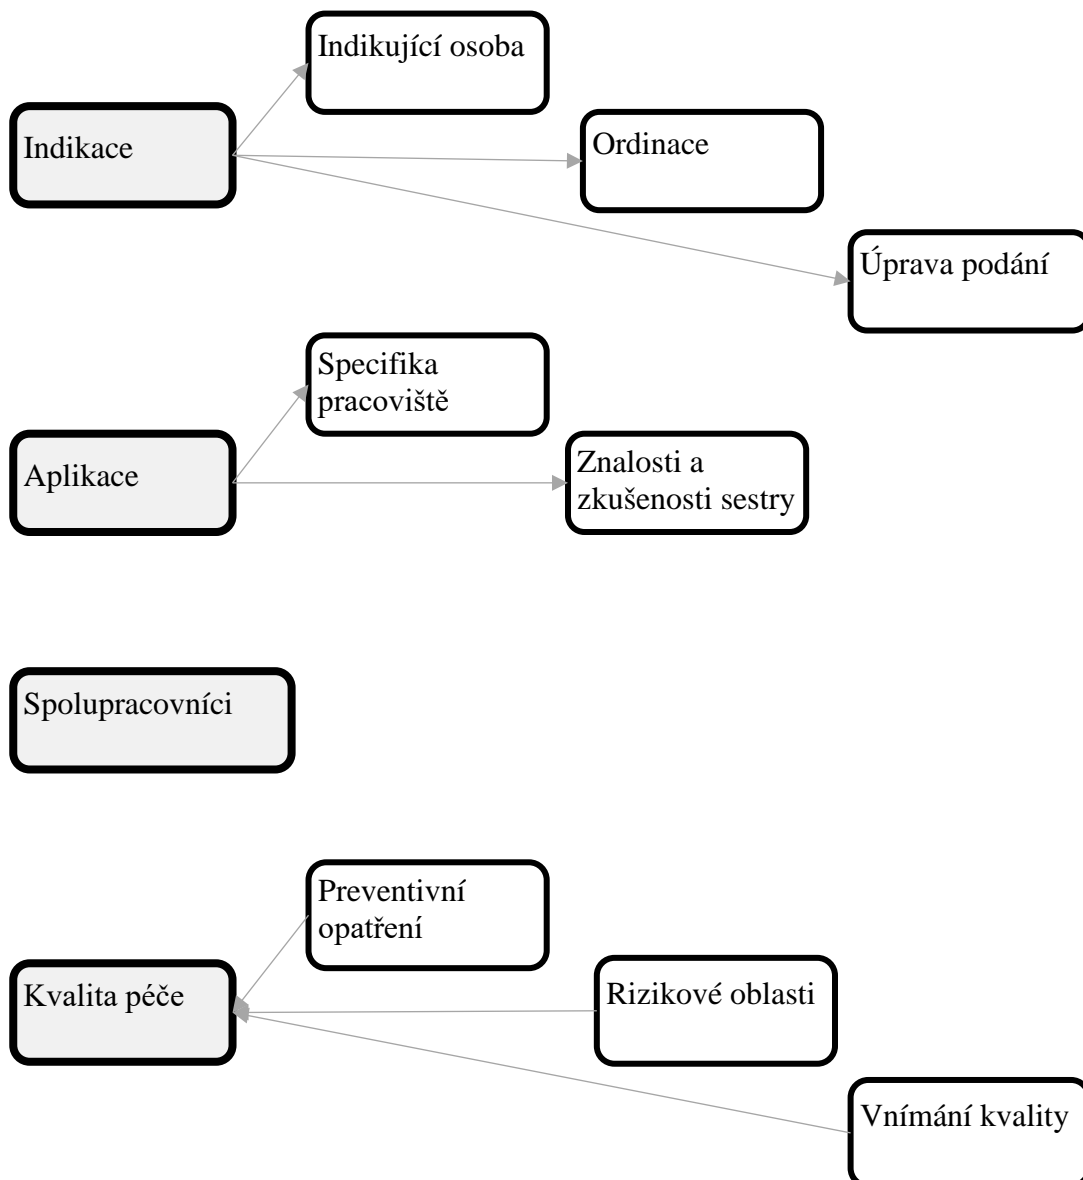 Indikující osoba
Indikace
Ordinace
Úprava podání
Specifika
pracoviště
Aplikace
Znalosti a
zkušenosti sestry
Spolupracovníci
Preventivní
opatření
Kvalita péče
Rizikové oblasti
Vnímání kvality